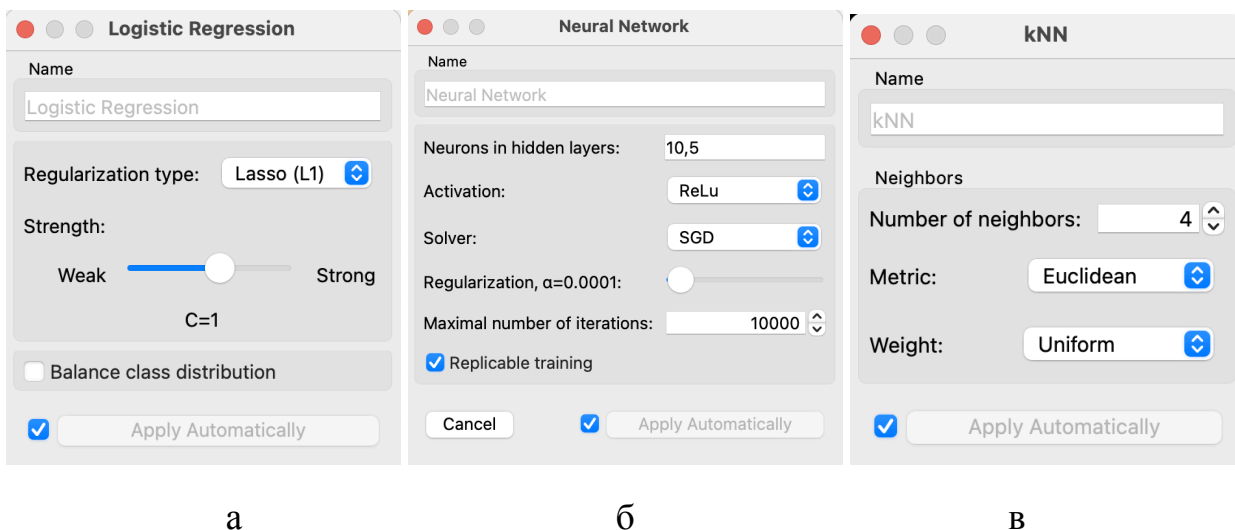 Logistic Regression
Name
Logistic Regression
Regularization type: Lasso (L1)
Strength:
Weak Strong
C=1
Balance class distribution
Apply Automatically
Neural Network
Name
Neural Network
Neurons in hidden layers: 10,5
Activation: ReLu
Solver: SGD
Regularization, α=0.0001:
Maximal number of iterations: 10000
Replicable training
Cancel Apply Automatically
kNN
Name
kNN
Neighbors
Number of neighbors: 4
Metric: Euclidean
Weight: Uniform
Apply Automatically
а б в